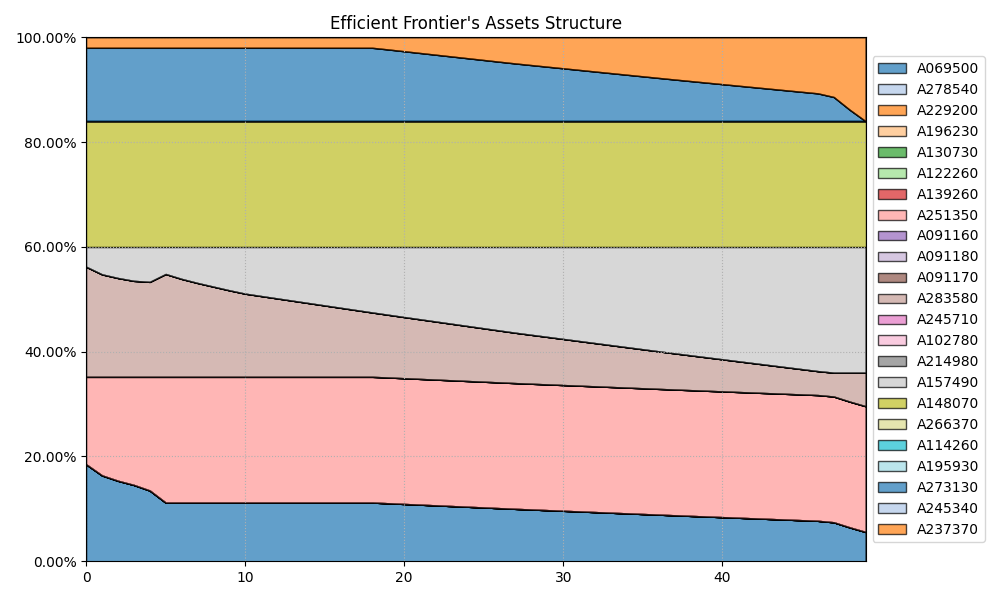 Efficient Frontier's Assets Structure
100.00%
80.00%
60.00%
40.00%
20.00%
0.00%
0
10
20
30
40
A069500
A278540
A229200
A196230
A130730
A122260
A139260
A251350
A091160
A091180
A091170
A283580
A245710
A102780
A214980
A157490
A148070
A266370
A114260
A195930
A273130
A245340
A237370